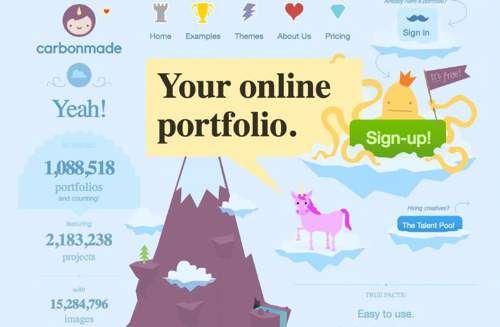 Already have a portfolio?
Sign in
carbonmade
Home
Examples
Themes
About Us
Pricing
Yeah!
Your online
portfolio.
It's free!
Sign-up!
1,088,518
portfolios
and counting!
featuring
2,183,238
projects
with
15,284,796
images
Hiring creatives?
The Talent Pool
TRUE FACTS:
Easy to use.